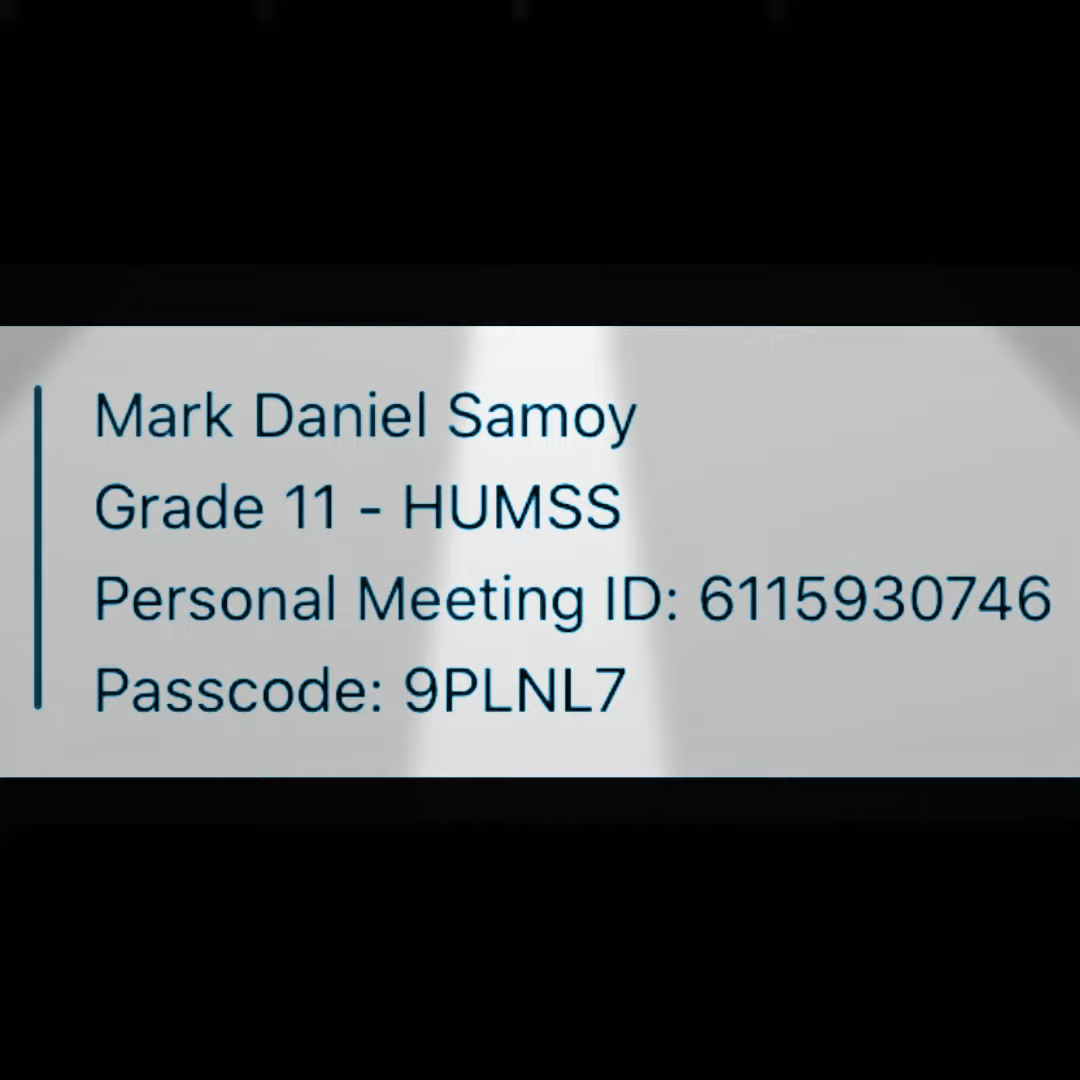 Mark Daniel Samoy
Grade 11 - HUMSS
Personal Meeting ID: 6115930746
Passcode: 9PLNL7